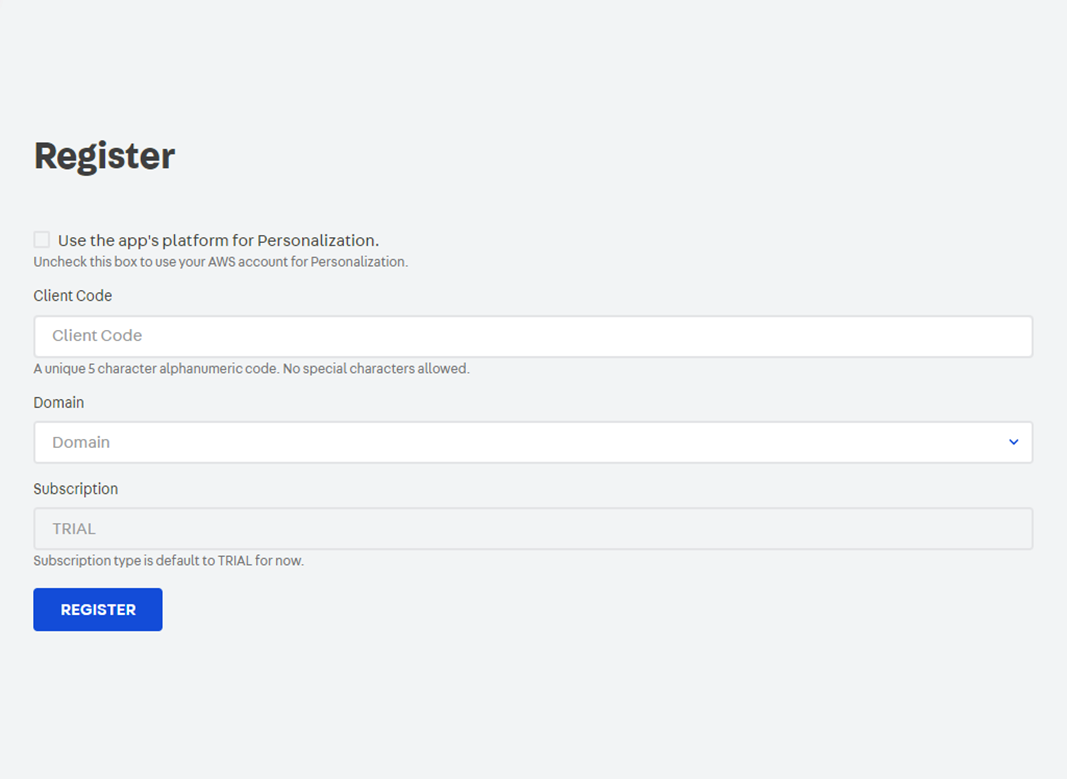 Register
Use the app's platform for Personalization.
Uncheck this box to use your AWS account for Personalization.
Client Code
Client Code
A unique 5 character alphanumeric code. No special characters allowed.
Domain
Domain
Subscription
TRIAL
Subscription type is default to TRIAL for now.
REGISTER